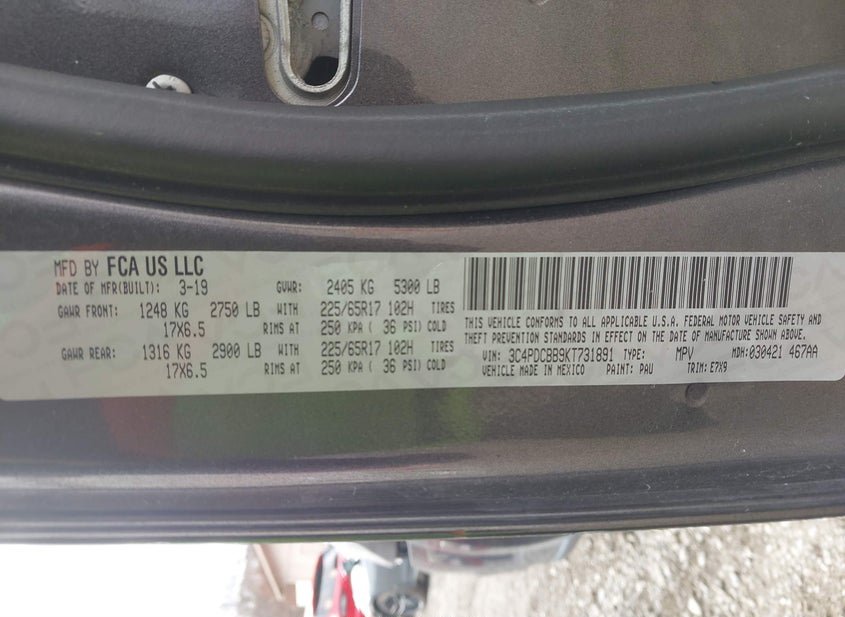 MFD BY FCA US LLC
DATE OF MFR(BUILT): 3-19 GVWR: 2405 KG 5300 LB
GAWR FRONT: 1248 KG 2750 LB WITH 225/65R17 102H TIRES
17X6.5 RIMS AT 250 KPA ( 36 PSI) COLD
GAWR REAR: 1316 KG 2900 LB WITH 225/65R17 102H TIRES
17X6.5 RIMS AT 250 KPA ( 36 PSI) COLD
THIS VEHICLE CONFORMS TO ALL APPLICABLE U.S.A. FEDERAL MOTOR VEHICLE SAFETY AND
THEFT PREVENTION STANDARDS IN EFFECT ON THE DATE OF MANUFACTURE SHOWN ABOVE.
VIN: 3C4PDCBB9KT731891 TYPE: MPV MDH:030421 467AA
VEHICLE MADE IN MEXICO PAINT: PAU TRIM: E7X9